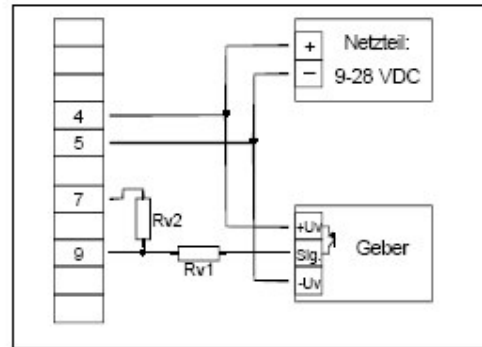 +
Netzteil:
−
9-28 VDC
4
5
7
Rv2
+Uv
9
Rv1
Sig.
Geber
-Uv